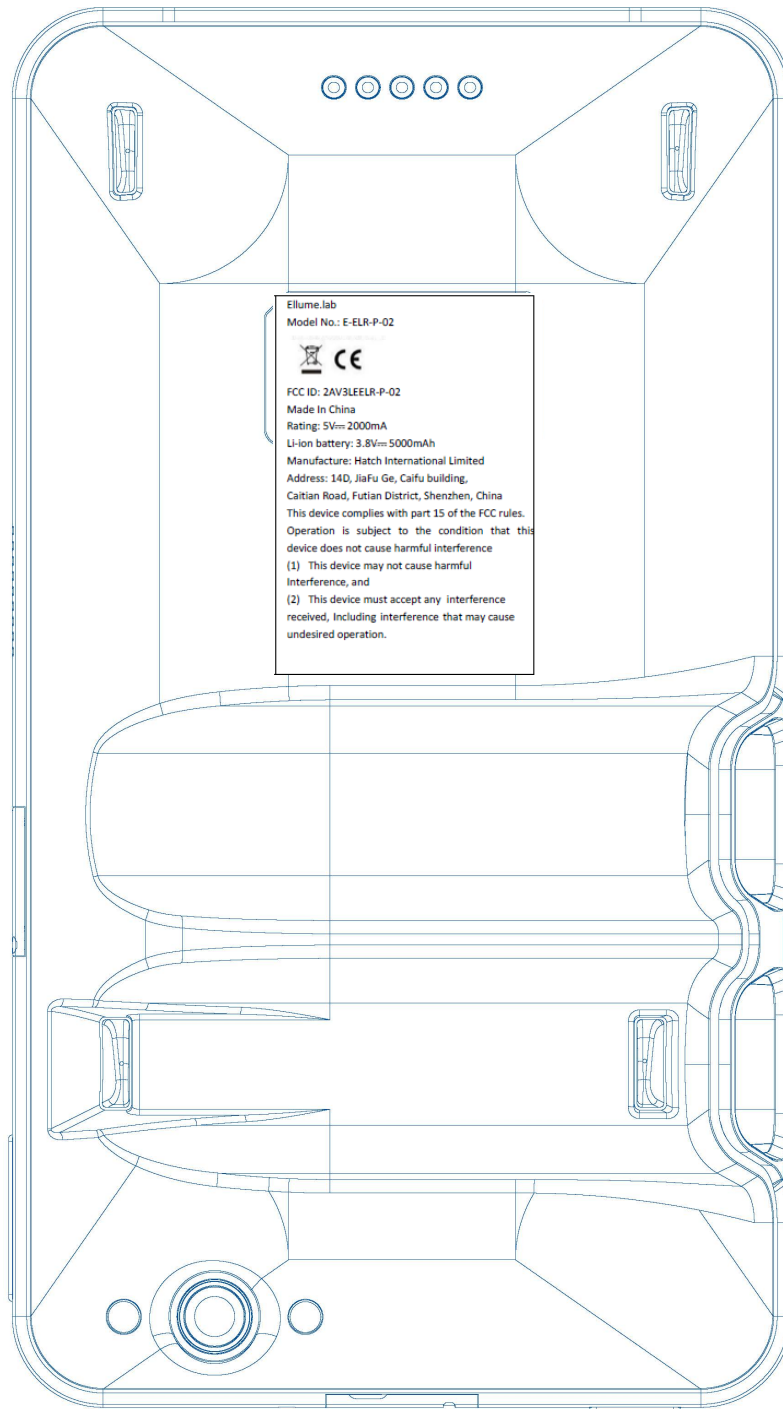 Ellume.lab
Model No.: E-ELR-P-02
CE
FCC ID: 2AV3LEELR-P-02
Made In China
Rating: 5V⎓ 2000mA
Li-ion battery: 3.8V⎓ 5000mAh
Manufacture: Hatch International Limited
Address: 14D, JiaFu Ge, Caifu building,
Caitian Road, Futian District, Shenzhen, China
This device complies with part 15 of the FCC rules.
Operation is subject to the condition that this
device does not cause harmful interference
(1) This device may not cause harmful
Interference, and
(2) This device must accept any interference
received, Including interference that may cause
undesired operation.